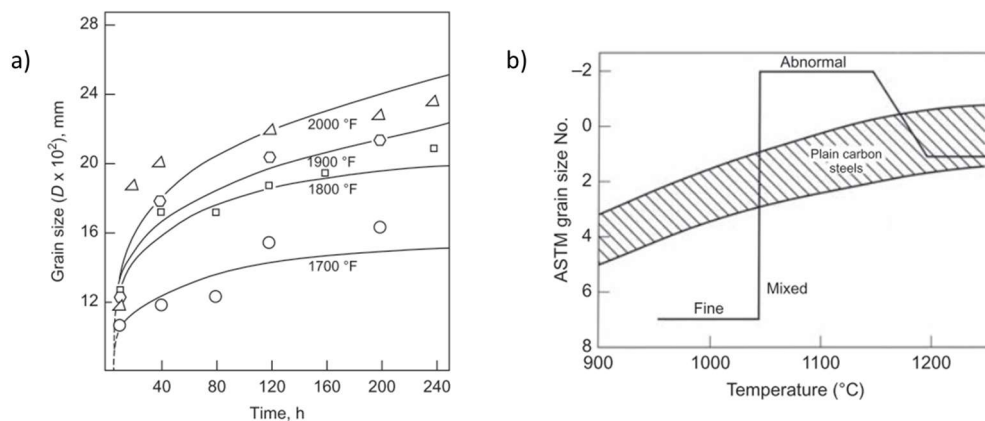 a)
Grain size (D x 10²), mm
28
24
20
16
12
2000 °F
1900 °F
1800 °F
1700 °F
40
80
120
160
200
240
Time, h
b)
ASTM grain size No.
–2
0
2
4
6
8
Abnormal
Plain carbon
steels
Mixed
Fine
900
1000
1100
1200
Temperature (°C)